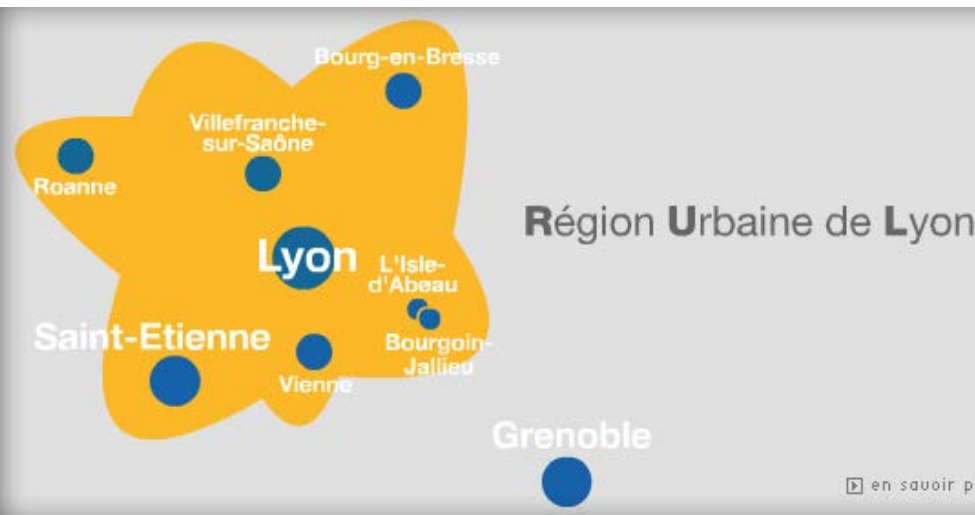 Bourg-en-Bresse
Villefranche-
sur-Saône
Roanne
Région Urbaine de Lyon
Lyon
L'Isle-
d'Abeau
Saint-Etienne
Bourgoin-
Jallieu
Vienne
Grenoble
en savoir p